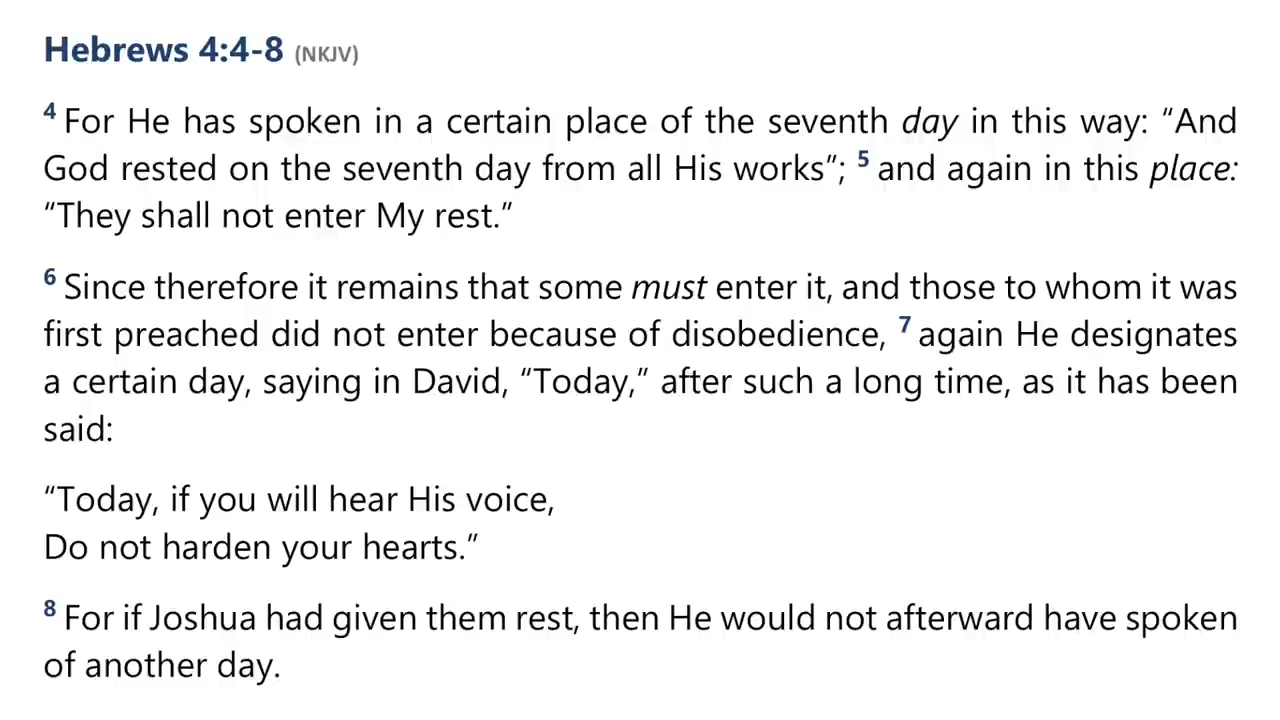 Hebrews 4:4-8 (NKJV)
4 For He has spoken in a certain place of the seventh day in this way: “And
God rested on the seventh day from all His works”; 5 and again in this place:
“They shall not enter My rest.”
6 Since therefore it remains that some must enter it, and those to whom it was
first preached did not enter because of disobedience, 7 again He designates
a certain day, saying in David, “Today,” after such a long time, as it has been
said:
“Today, if you will hear His voice,
Do not harden your hearts.”
8 For if Joshua had given them rest, then He would not afterward have spoken
of another day.